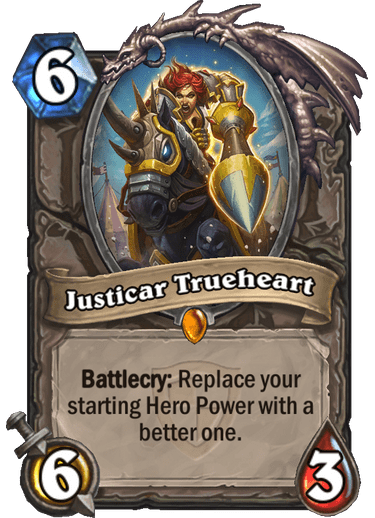 6
Justicar Trueheart
Battlecry: Replace your
starting Hero Power with a
better one.
6
3